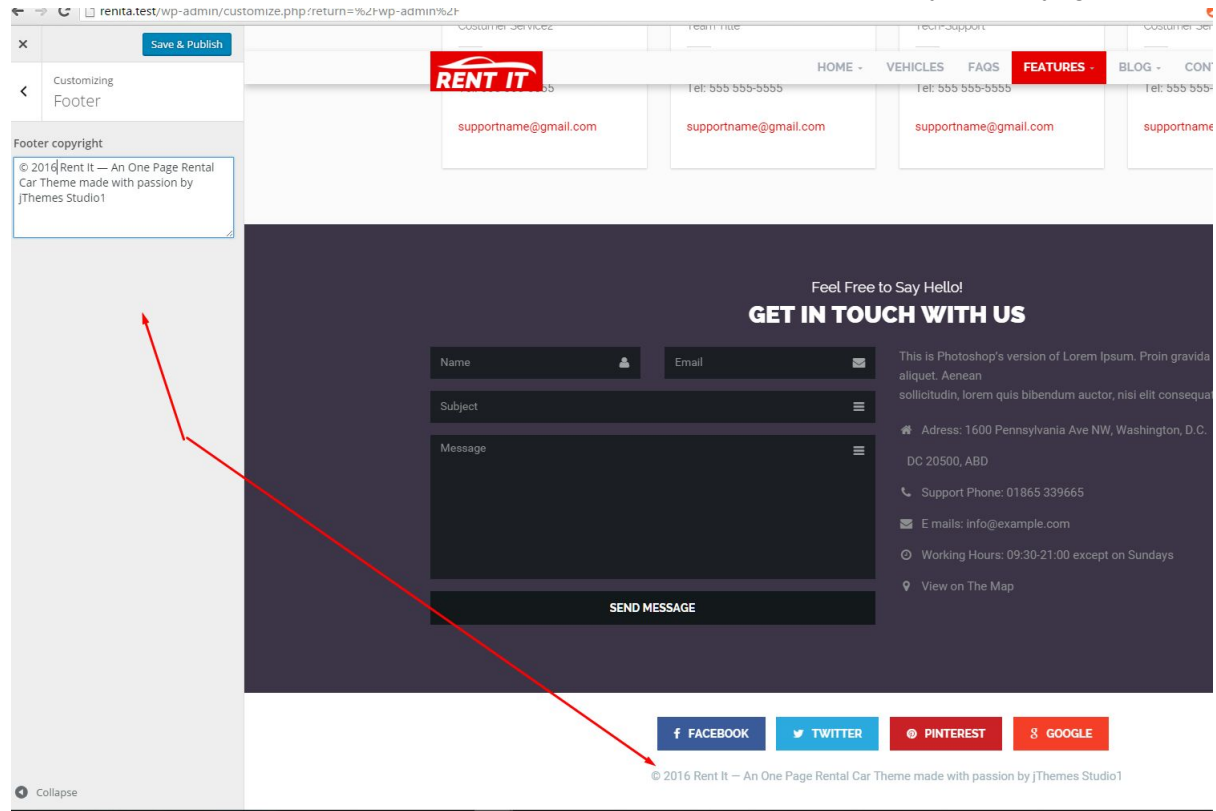 renita.test/wp-admin/customize.php?return=%2Fwp-admin%2F
Save & Publish
Customizing
Footer
Footer copyright
© 2016 Rent It — An One Page Rental
Car Theme made with passion by
jThemes Studio1
Collapse
Costumer Service2
Team Title
Tech-Support
RENT IT
HOME
VEHICLES
FAQS
FEATURES
BLOG
Tel: 555 555-5555
Tel: 555 555-5555
supportname@gmail.com
supportname@gmail.com
supportname@gmail.com
supportname
Feel Free to Say Hello!
GET IN TOUCH WITH US
Name
Email
Subject
Message
SEND MESSAGE
This is Photoshop's version of Lorem Ipsum. Proin gravida
aliquet. Aenean
sollicitudin, lorem quis bibendum auctor, nisi elit consequat
Adress: 1600 Pennsylvania Ave NW, Washington, D.C.
DC 20500, ABD
Support Phone: 01865 339665
E mails: info@example.com
Working Hours: 09:30-21:00 except on Sundays
View on The Map
FACEBOOK
TWITTER
PINTEREST
GOOGLE
© 2016 Rent It — An One Page Rental Car Theme made with passion by jThemes Studio1